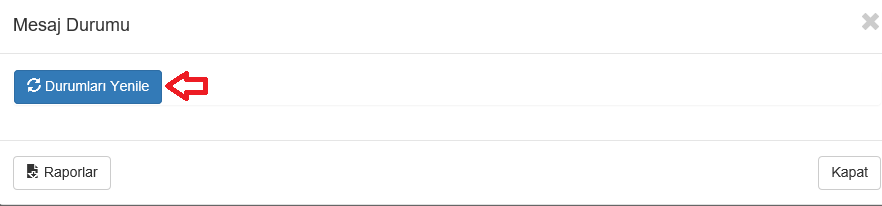 Mesaj Durumu
Durumları Yenile
Raporlar
Kapat